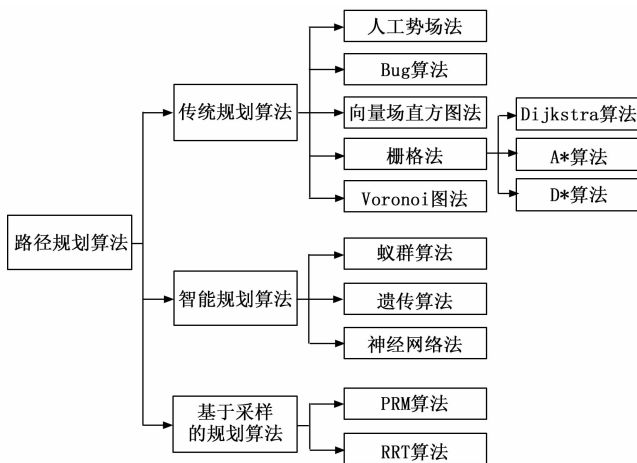 路径规划算法
传统规划算法
人工势场法
Bug算法
向量场直方图法
栅格法
Dijkstra算法
A*算法
D*算法
Voronoi图法
智能规划算法
蚁群算法
遗传算法
神经网络法
基于采样
的规划算法
PRM算法
RRT算法